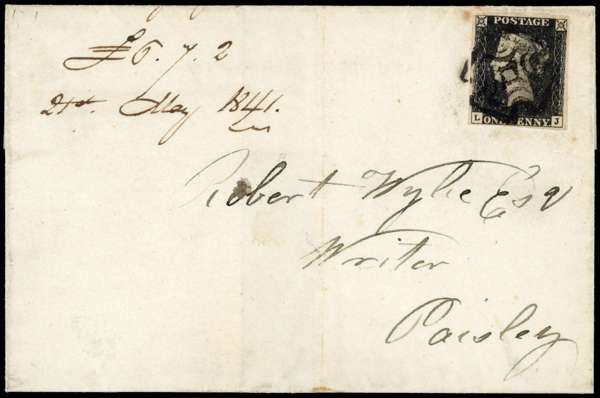 £6. 7. 2
21st. May 1841.
POSTAGE
L ONE PENNY J
Robert Wylie Esqr
Writer
Paisley